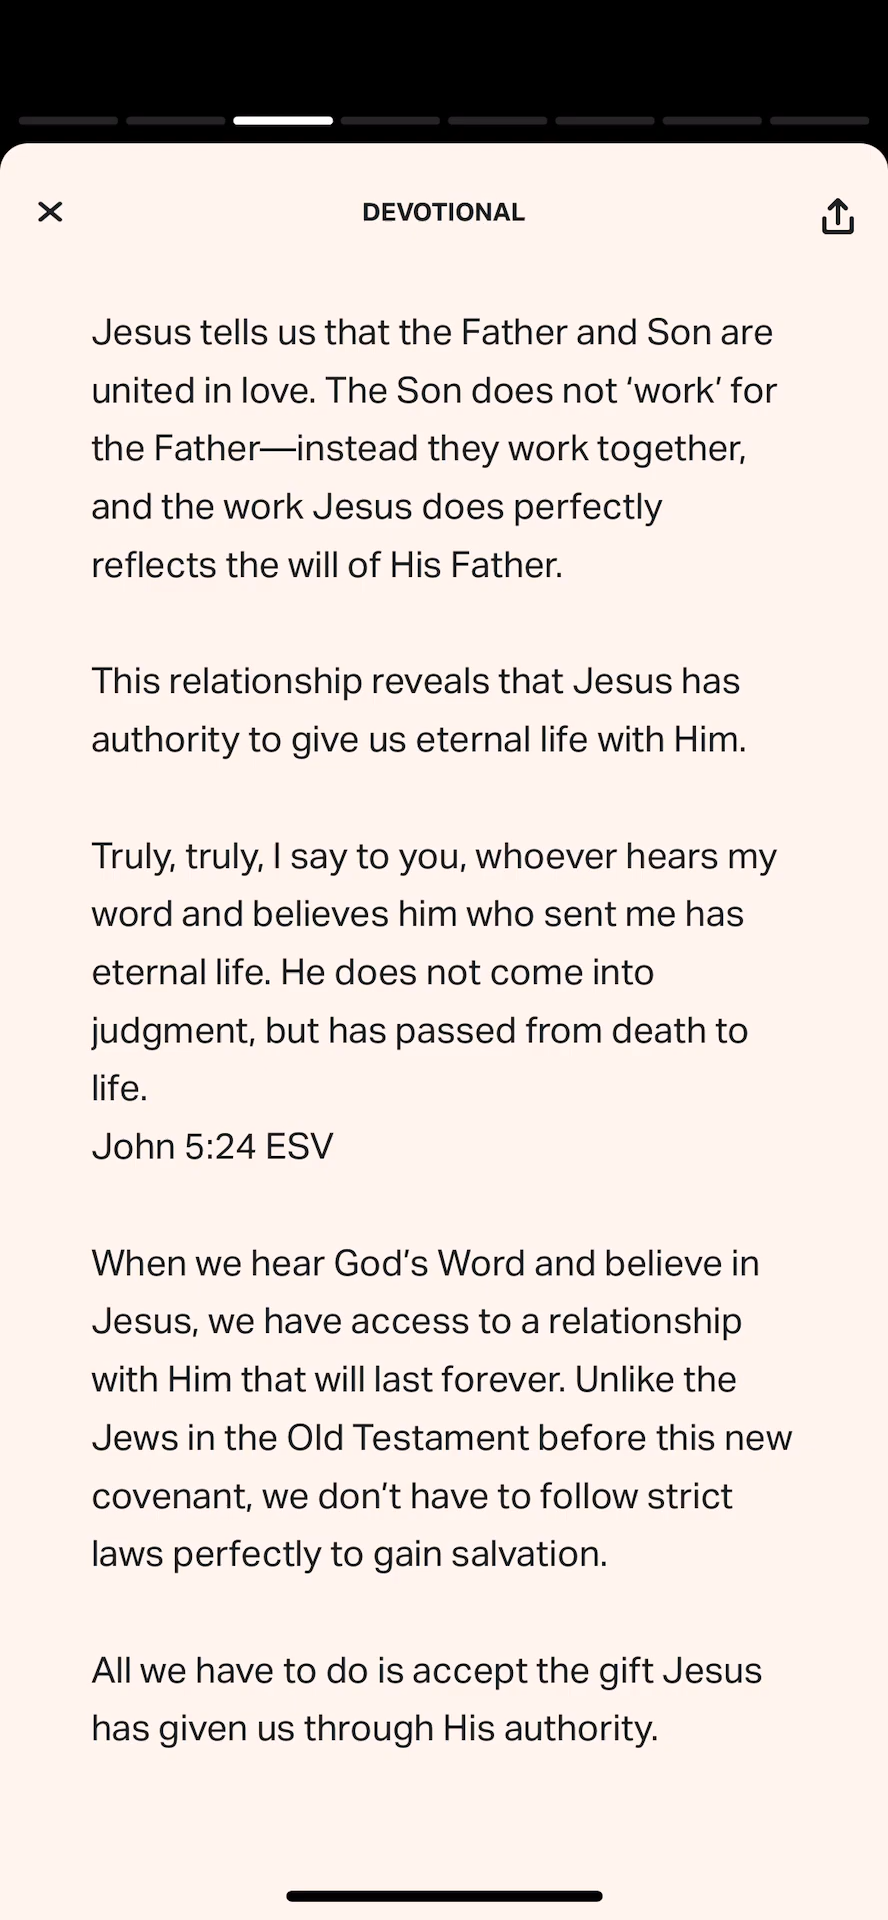 DEVOTIONAL
Jesus tells us that the Father and Son are
united in love. The Son does not ‘work’ for
the Father—instead they work together,
and the work Jesus does perfectly
reflects the will of His Father.
This relationship reveals that Jesus has
authority to give us eternal life with Him.
Truly, truly, I say to you, whoever hears my
word and believes him who sent me has
eternal life. He does not come into
judgment, but has passed from death to
life.
John 5:24 ESV
When we hear God’s Word and believe in
Jesus, we have access to a relationship
with Him that will last forever. Unlike the
Jews in the Old Testament before this new
covenant, we don’t have to follow strict
laws perfectly to gain salvation.
All we have to do is accept the gift Jesus
has given us through His authority.